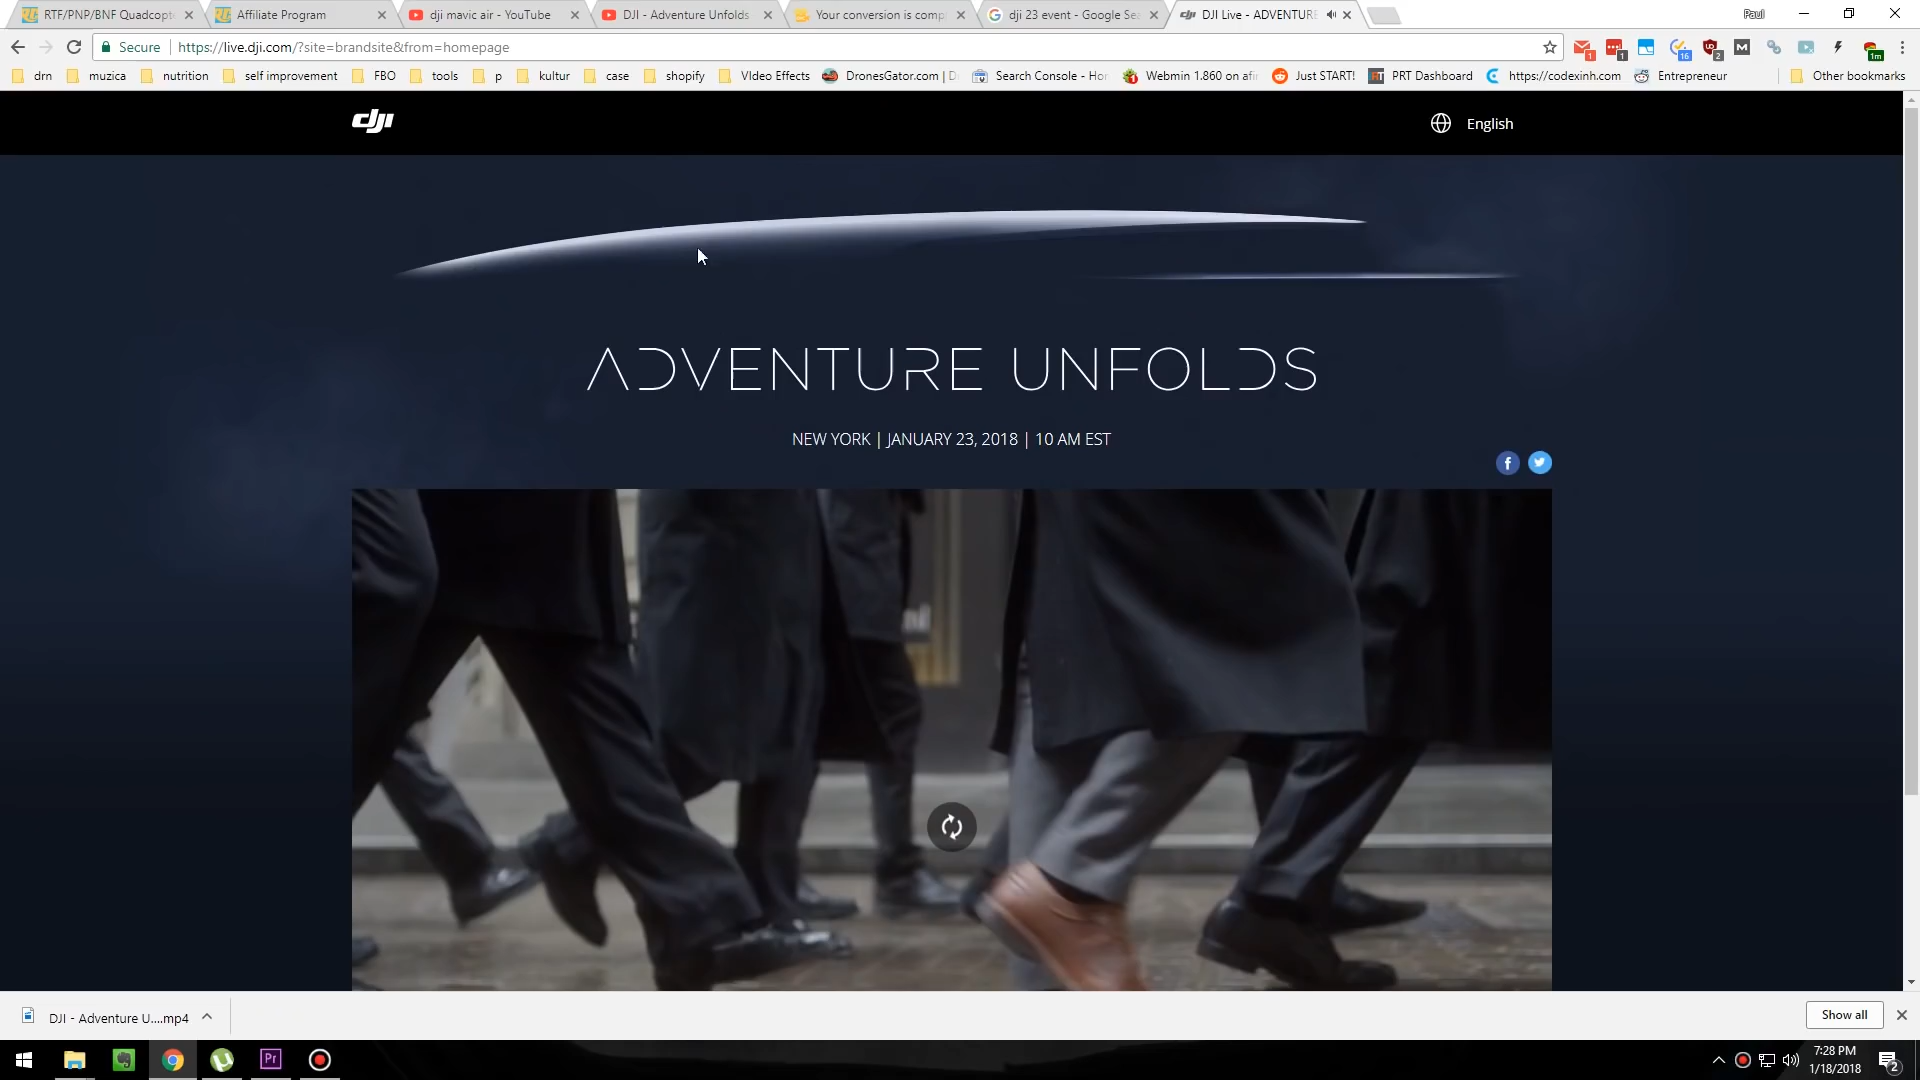 RTF/PNP/BNF Quadcopt
Affiliate Program
dji mavic air - YouTube
DJI - Adventure Unfolds
Your conversion is comp
dji 23 event - Google Se
DJI Live - ADVENTURE
Paul
Secure
https://live.dji.com/?site=brandsite&from=homepage
drn
muzica
nutrition
self improvement
FBO
tools
p
kultur
case
shopify
VIdeo Effects
DronesGator.com | D
Search Console - Hor
Webmin 1.860 on afi
Just START!
PRT Dashboard
https://codexinh.com
Entrepreneur
Other bookmarks
dji
English
ADVENTURE UNFOLDS
NEW YORK | JANUARY 23, 2018 | 10 AM EST
DJI - Adventure U....mp4
Show all
Pr
7:28 PM
1/18/2018
2